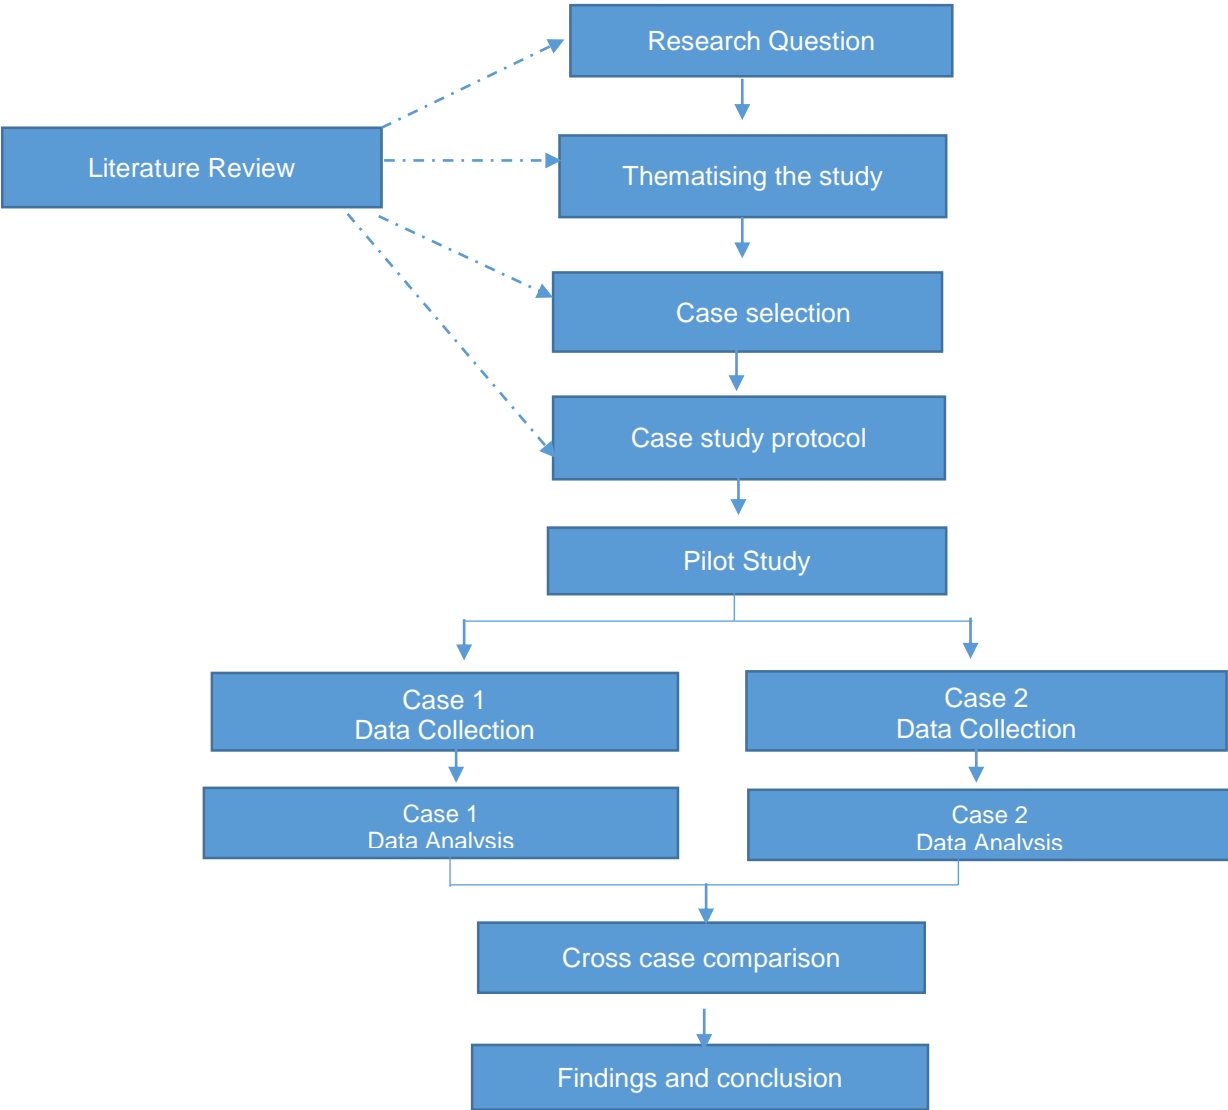 Research Question
Literature Review
Thematising the study
Case selection
Case study protocol
Pilot Study
Case 1
Data Collection
Case 2
Data Collection
Case 1
Data Analysis
Case 2
Data Analysis
Cross case comparison
Findings and conclusion